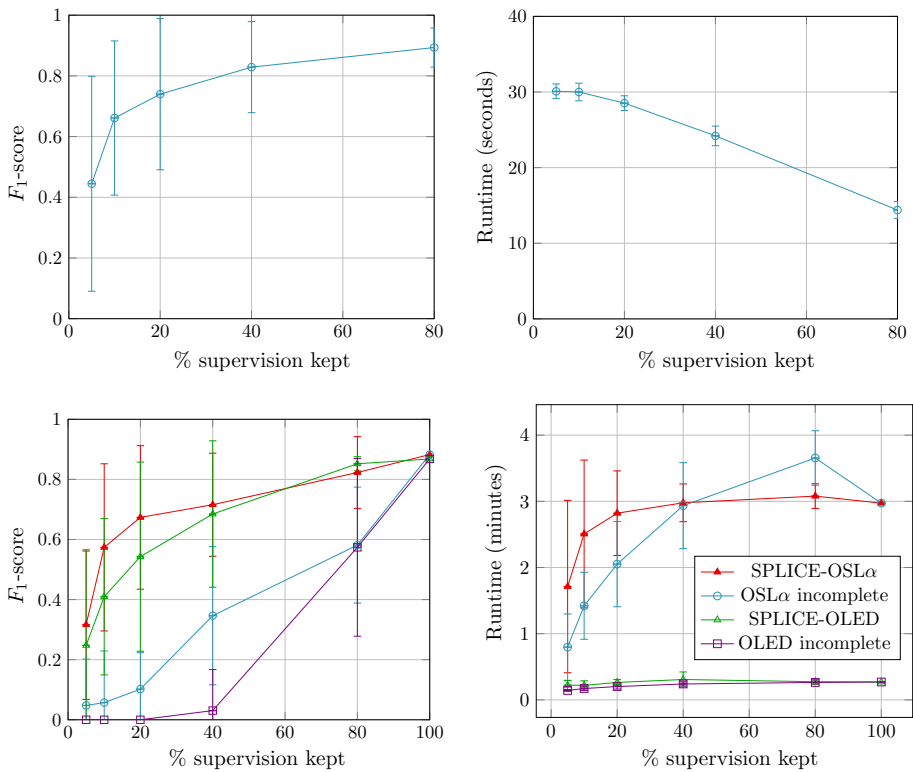 1
0.8
0.6
0.4
0.2
0
0 20 40 60 80
F1-score
% supervision kept
40
30
20
10
0
0 20 40 60 80
Runtime (seconds)
% supervision kept
1
0.8
0.6
0.4
0.2
0
0 20 40 60 80 100
F1-score
% supervision kept
4
3
2
1
0
0 20 40 60 80 100
Runtime (minutes)
% supervision kept
SPLICE-OSLα
OSLα incomplete
SPLICE-OLED
OLED incomplete